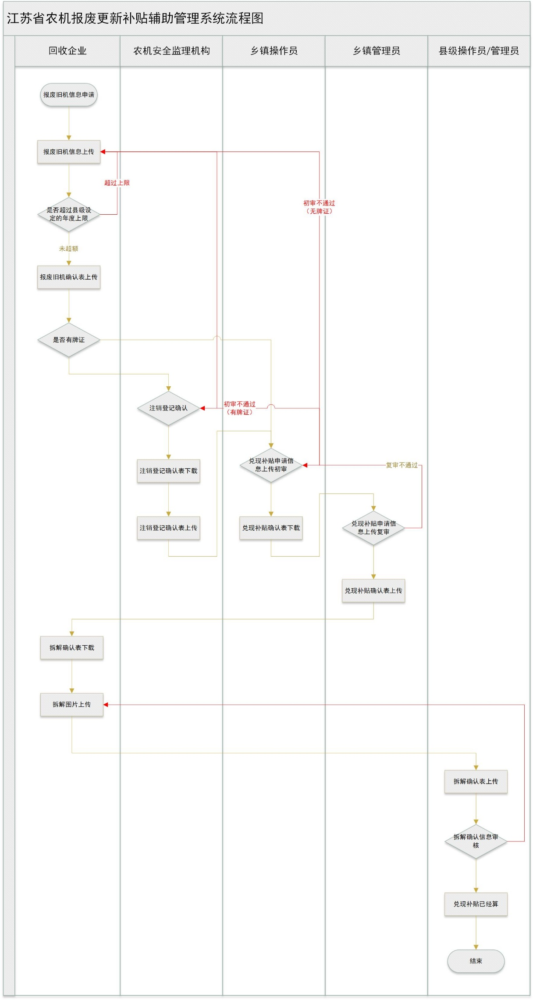 江苏省农机报废更新补贴辅助管理系统流程图
回收企业
农机安全监理机构
乡镇操作员
乡镇管理员
县级操作员/管理员
报废旧机信息申请
报废旧机信息上传
超过上限
初审不通过
（无牌证）
是否超过县级设
定的年度上限
未超额
报废旧机确认表上传
是否有牌证
注销登记确认
初审不通过
（有牌证）
兑现补贴申请信
息上传初审
复审不通过
注销登记确认表下载
注销登记确认表上传
兑现补贴确认表下载
兑现补贴申请信
息上传复审
兑现补贴确认表上传
拆解确认表下载
拆解图片上传
拆解确认表上传
拆解确认信息审
核
兑现补贴已经算
结束